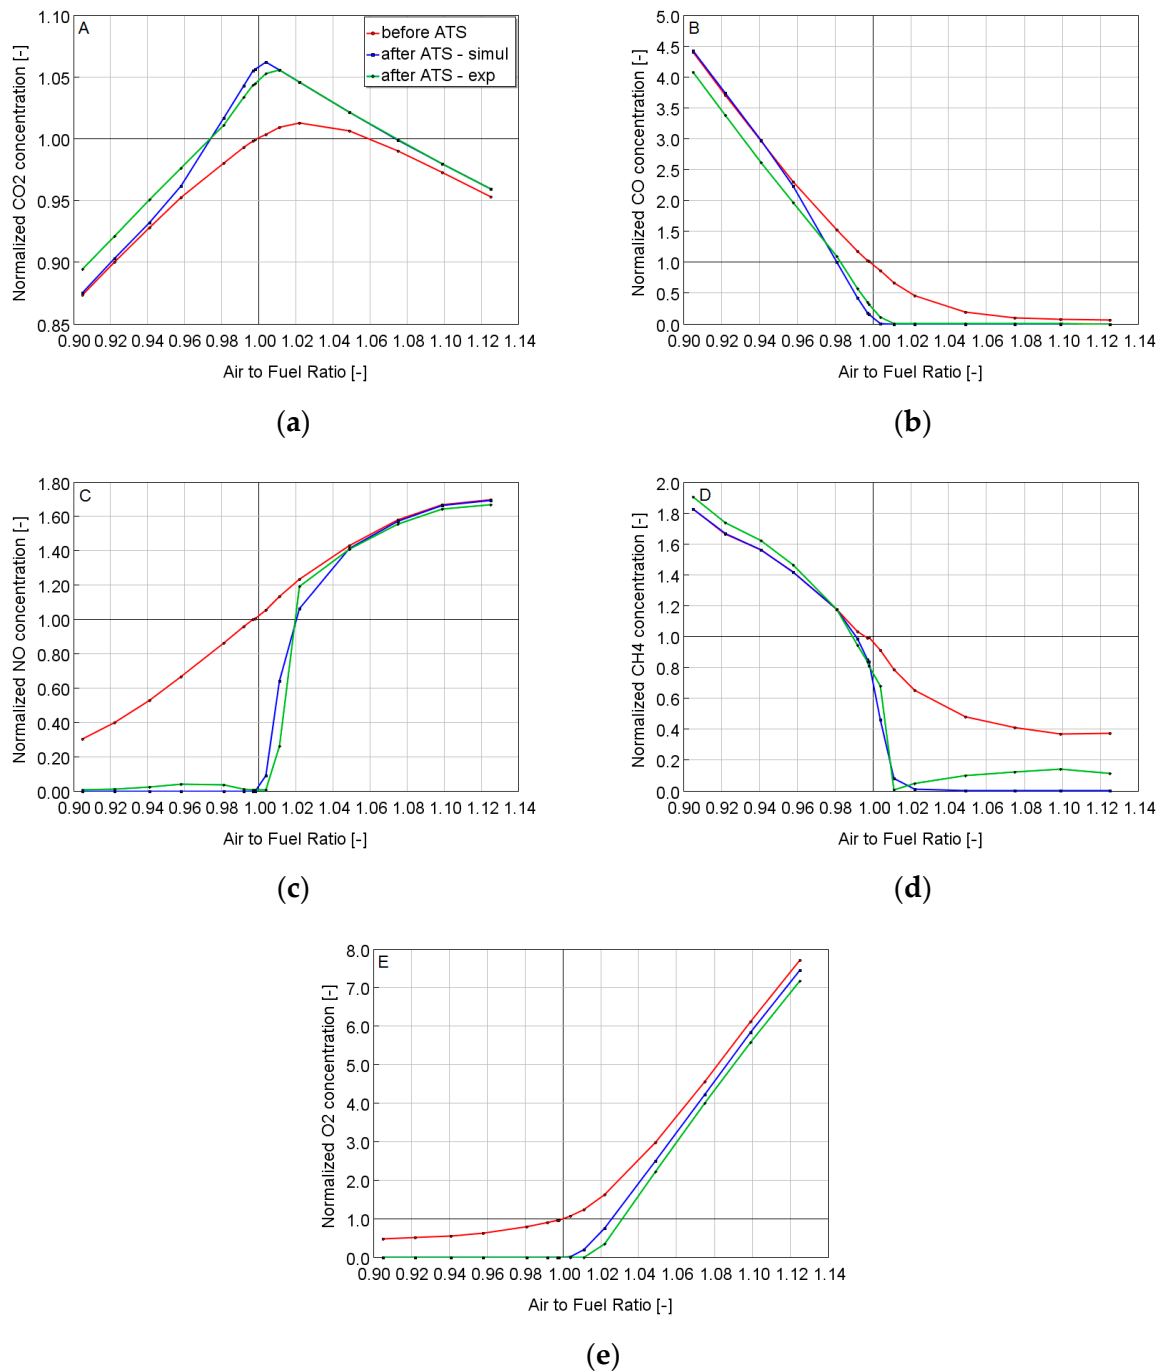 A
before ATS
after ATS - simul
after ATS - exp
Normalized CO2 concentration [-]
1.10
1.05
1.00
0.95
0.90
0.85
0.90 0.92 0.94 0.96 0.98 1.00 1.02 1.04 1.06 1.08 1.10 1.12 1.14
Air to Fuel Ratio [-]
(a)
B
Normalized CO concentration [-]
5.0
4.5
4.0
3.5
3.0
2.5
2.0
1.5
1.0
0.5
0.0
0.90 0.92 0.94 0.96 0.98 1.00 1.02 1.04 1.06 1.08 1.10 1.12 1.14
Air to Fuel Ratio [-]
(b)
C
Normalized NO concentration [-]
1.80
1.60
1.40
1.20
1.00
0.80
0.60
0.40
0.20
0.00
0.90 0.92 0.94 0.96 0.98 1.00 1.02 1.04 1.06 1.08 1.10 1.12 1.14
Air to Fuel Ratio [-]
(c)
D
Normalized CH4 concentration [-]
2.0
1.8
1.6
1.4
1.2
1.0
0.8
0.6
0.4
0.2
0.0
0.90 0.92 0.94 0.96 0.98 1.00 1.02 1.04 1.06 1.08 1.10 1.12 1.14
Air to Fuel Ratio [-]
(d)
E
Normalized O2 concentration [-]
8.0
7.0
6.0
5.0
4.0
3.0
2.0
1.0
0.0
0.90 0.92 0.94 0.96 0.98 1.00 1.02 1.04 1.06 1.08 1.10 1.12 1.14
Air to Fuel Ratio [-]
(e)